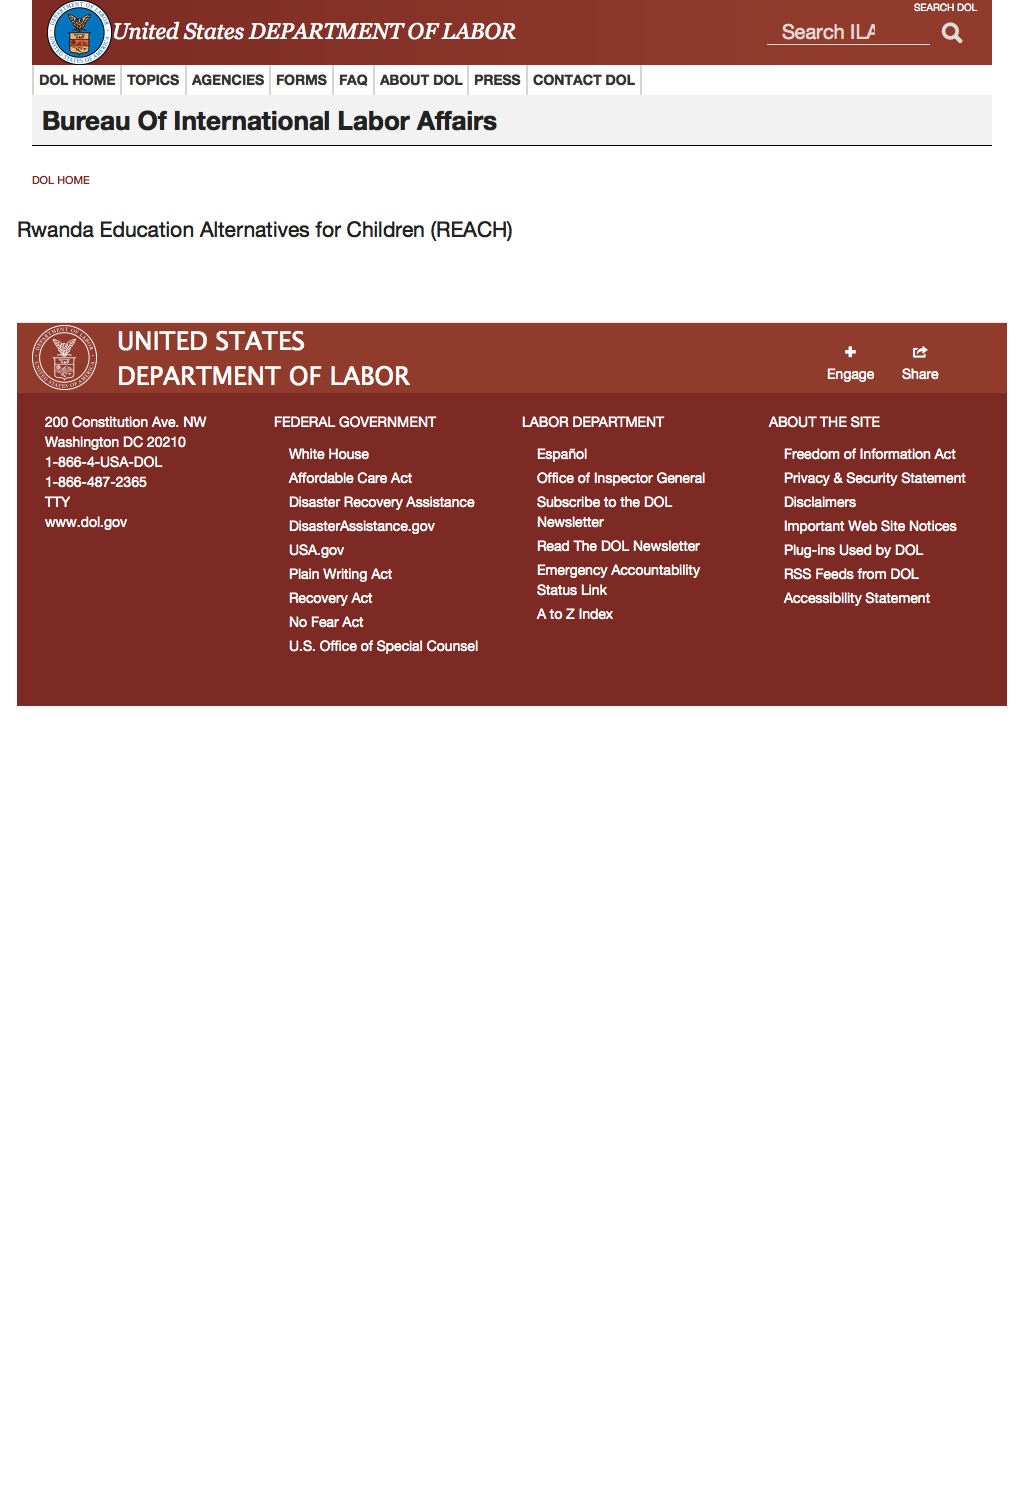 SEARCH DOL
United States DEPARTMENT OF LABOR
Search ILA
DOL HOME TOPICS AGENCIES FORMS FAQ ABOUT DOL PRESS CONTACT DOL
Bureau Of International Labor Affairs
DOL HOME
Rwanda Education Alternatives for Children (REACH)
UNITED STATES
DEPARTMENT OF LABOR
Engage
Share
200 Constitution Ave. NW
Washington DC 20210
1-866-4-USA-DOL
1-866-487-2365
TTY
www.dol.gov
FEDERAL GOVERNMENT
White House
Affordable Care Act
Disaster Recovery Assistance
DisasterAssistance.gov
USA.gov
Plain Writing Act
Recovery Act
No Fear Act
U.S. Office of Special Counsel
LABOR DEPARTMENT
Español
Office of Inspector General
Subscribe to the DOL
Newsletter
Read The DOL Newsletter
Emergency Accountability
Status Link
A to Z Index
ABOUT THE SITE
Freedom of Information Act
Privacy & Security Statement
Disclaimers
Important Web Site Notices
Plug-ins Used by DOL
RSS Feeds from DOL
Accessibility Statement